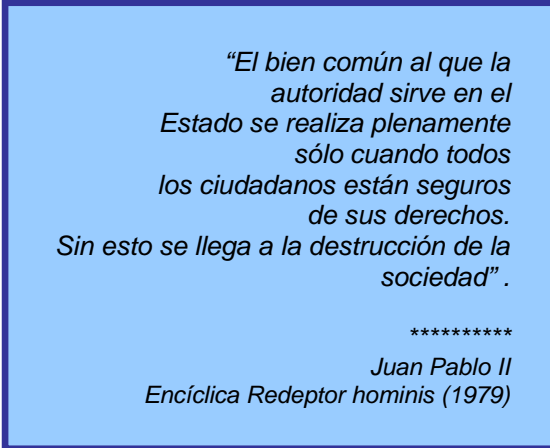 “El bien común al que la
autoridad sirve en el
Estado se realiza plenamente
sólo cuando todos
los ciudadanos están seguros
de sus derechos.
Sin esto se llega a la destrucción de la
sociedad” .
**********
Juan Pablo II
Encíclica Redeptor hominis (1979)